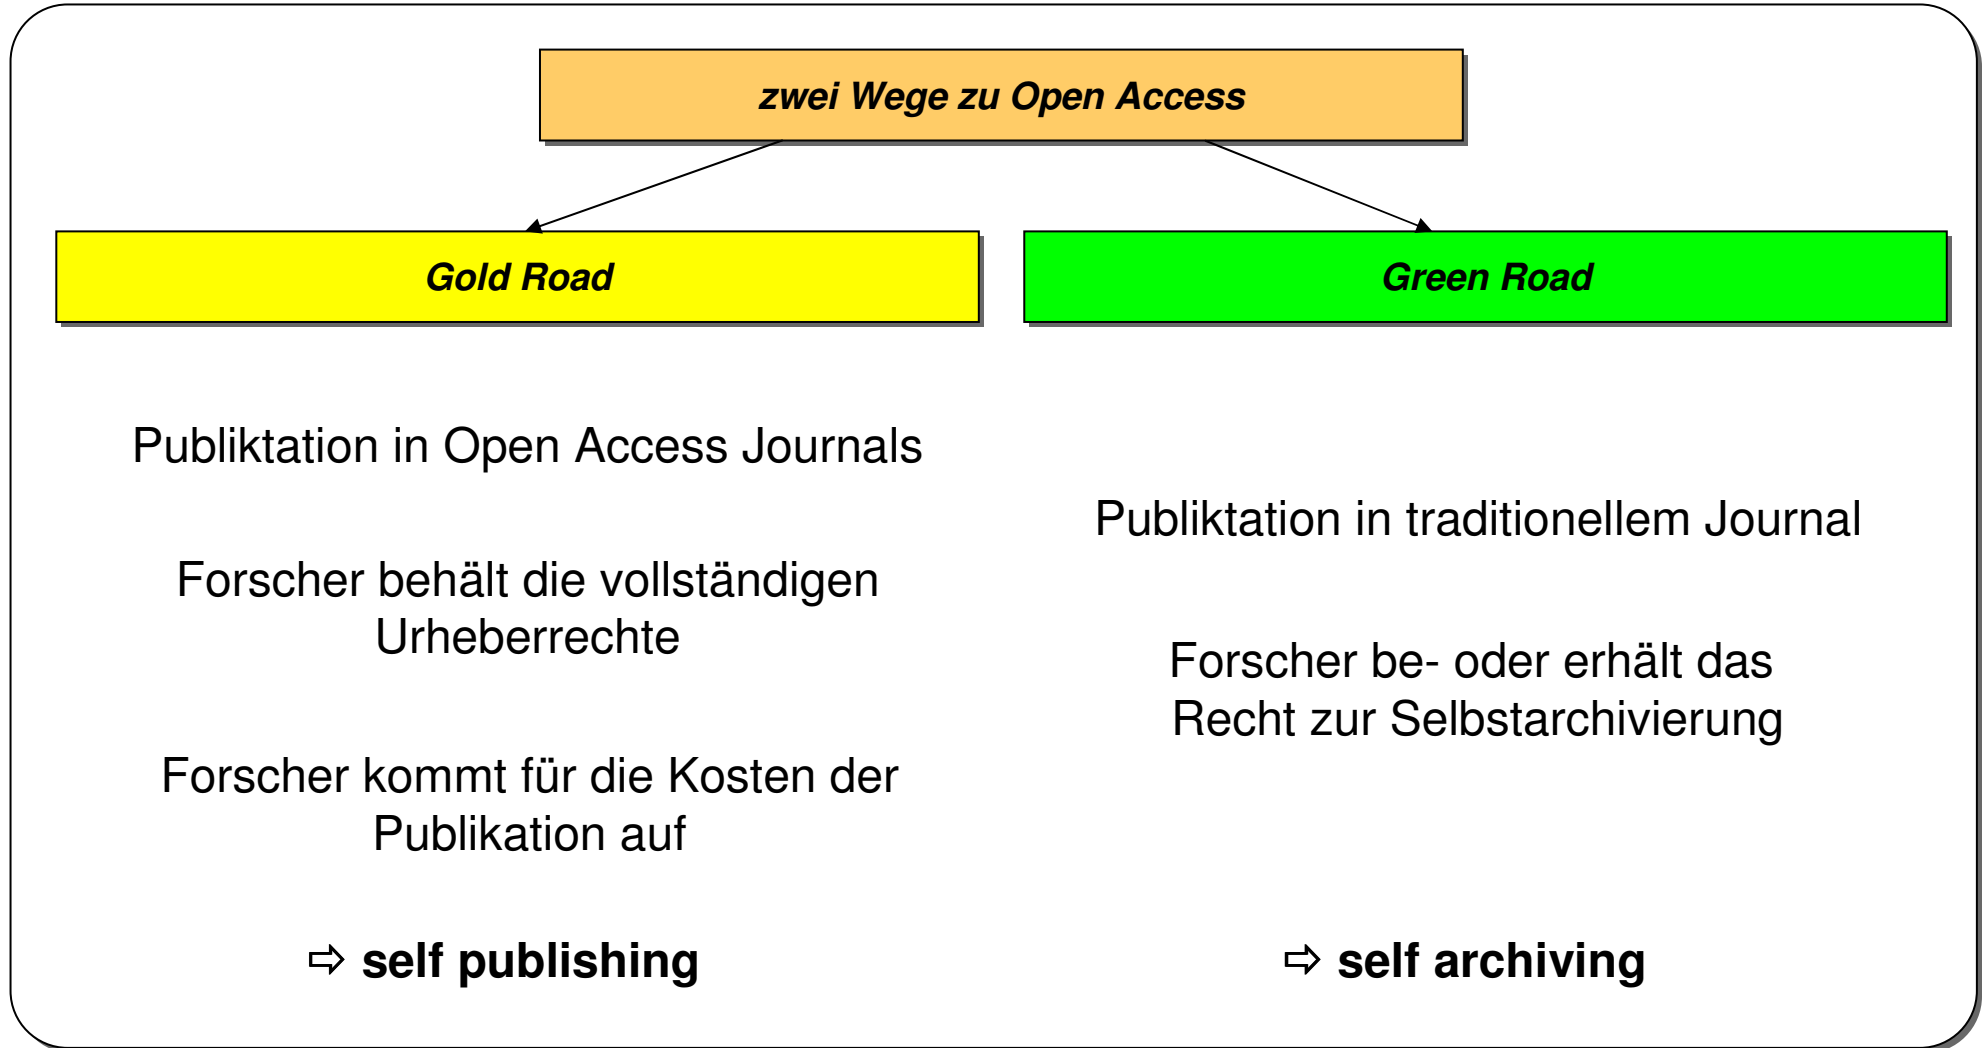 zwei Wege zu Open Access
Gold Road
Publiktation in Open Access Journals
Forscher behält die vollständigen
Urheberrechte
Forscher kommt für die Kosten der
Publikation auf
⇨ self publishing
Green Road
Publiktation in traditionellem Journal
Forscher be- oder erhält das
Recht zur Selbstarchivierung
⇨ self archiving